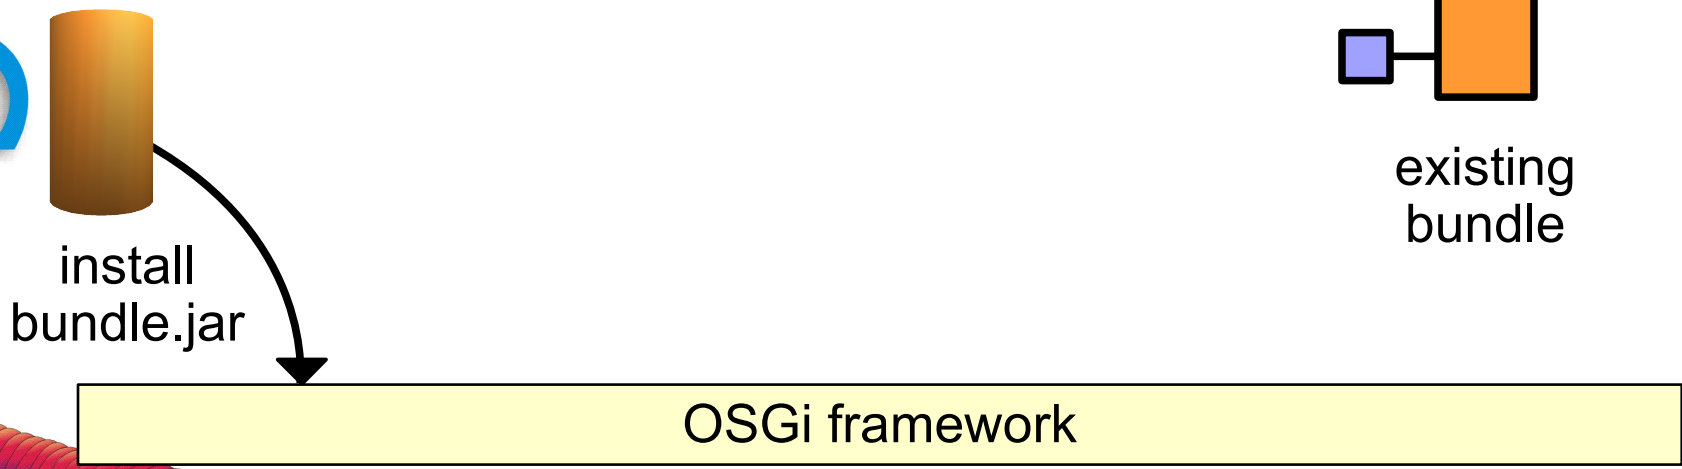 existing
bundle
install
bundle.jar
OSGi framework